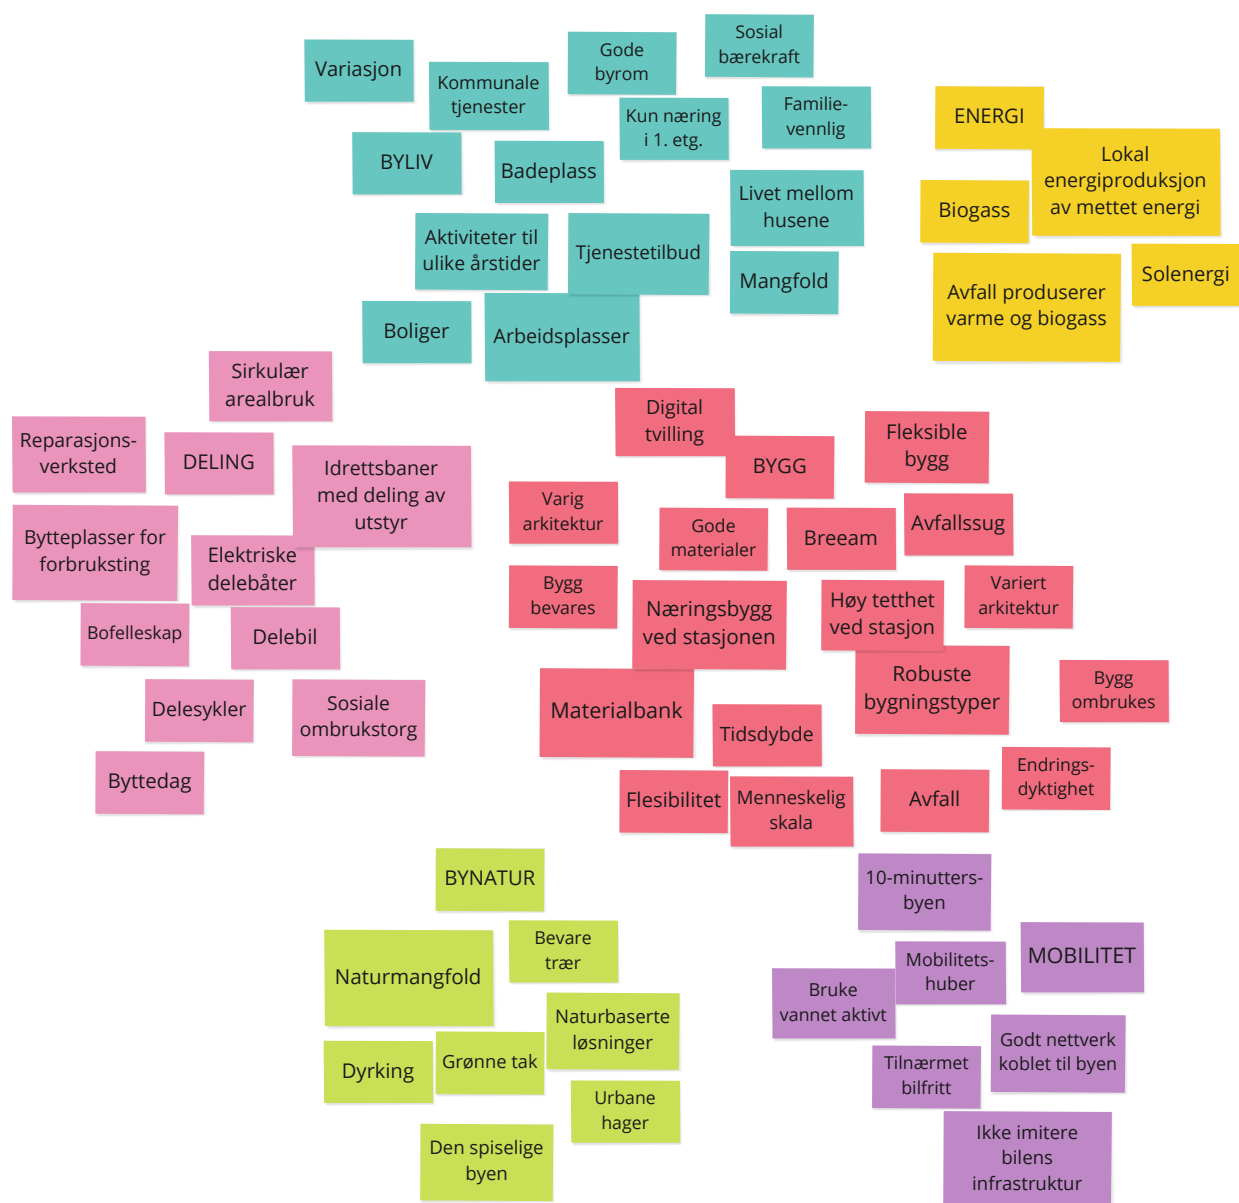 Variasjon
Kommunale
tjenester
Gode
byrom
Sosial
bærekraft
Kun næring
i 1. etg.
Familie-
vennlig
BYLIV
Badeplass
Livet mellom
husene
Aktiviteter til
ulike årstider
Tjenestetilbud
Mangfold
Boliger
Arbeidsplasser
ENERGI
Lokal
energiproduksjon
av mettet energi
Biogass
Solenergi
Avfall produserer
varme og biogass
Sirkulær
arealbruk
Reparasjons-
verksted
DELING
Idrettsbaner
med deling av
utstyr
Bytteplasser for
forbruksting
Elektriske
delebåter
Bofelleskap
Delebil
Delesykler
Sosiale
ombrukstorg
Byttedag
Digital
tvilling
BYGG
Fleksible
bygg
Varig
arkitektur
Gode
materialer
Breeam
Avfallssug
Bygg
bevares
Næringsbygg
ved stasjonen
Høy tetthet
ved stasjon
Variert
arkitektur
Materialbank
Robuste
bygningstyper
Bygg
ombrukes
Tidsdybde
Flesibilitet
Menneskelig
skala
Avfall
Endrings-
dyktighet
BYNATUR
Naturmangfold
Bevare
trær
Naturbaserte
løsninger
Dyrking
Grønne tak
Urbane
hager
Den spiselige
byen
10-minutters-
byen
Mobilitets-
huber
MOBILITET
Bruke
vannet aktivt
Godt nettverk
koblet til byen
Tilnærmet
bilfritt
Ikke imitere
bilens
infrastruktur